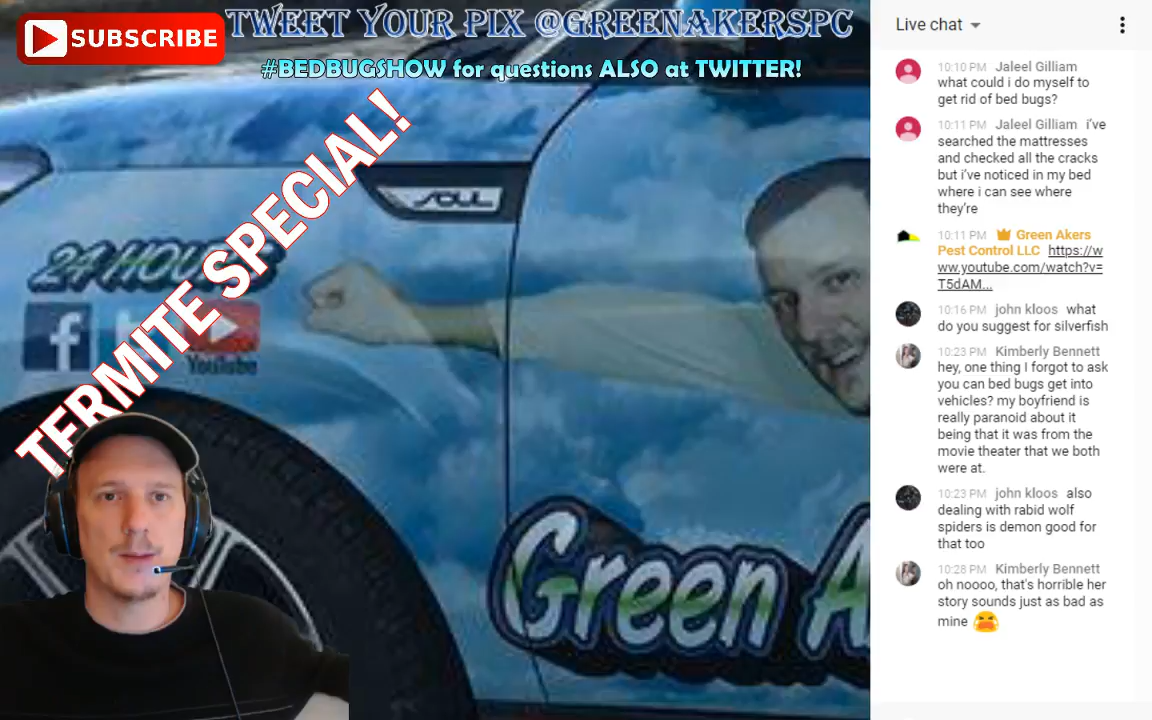 SUBSCRIBE
TWEET YOUR PIX @GREENAKERSPC
#BEDBUGSHOW for questions ALSO at TWITTER!
TERMITE SPECIAL!
SOUL
24 HOURS
f
YouTube
Green A
Live chat
10:10 PM Jaleel Gilliam
what could i do myself to
get rid of bed bugs?
10:11 PM Jaleel Gilliam i've
searched the mattresses
and checked all the cracks
but i've noticed in my bed
where i can see where
they're
10:11 PM Green Akers
Pest Control LLC https://w
ww.youtube.com/watch?v=
T5dAM...
10:16 PM john kloos what
do you suggest for silverfish
10:23 PM Kimberly Bennett
hey, one thing I forgot to ask
you can bed bugs get into
vehicles? my boyfriend is
really paranoid about it
being that it was from the
movie theater that we both
were at.
10:23 PM john kloos also
dealing with rabid wolf
spiders is demon good for
that too
10:28 PM Kimberly Bennett
oh noooo, that's horrible her
story sounds just as bad as
mine